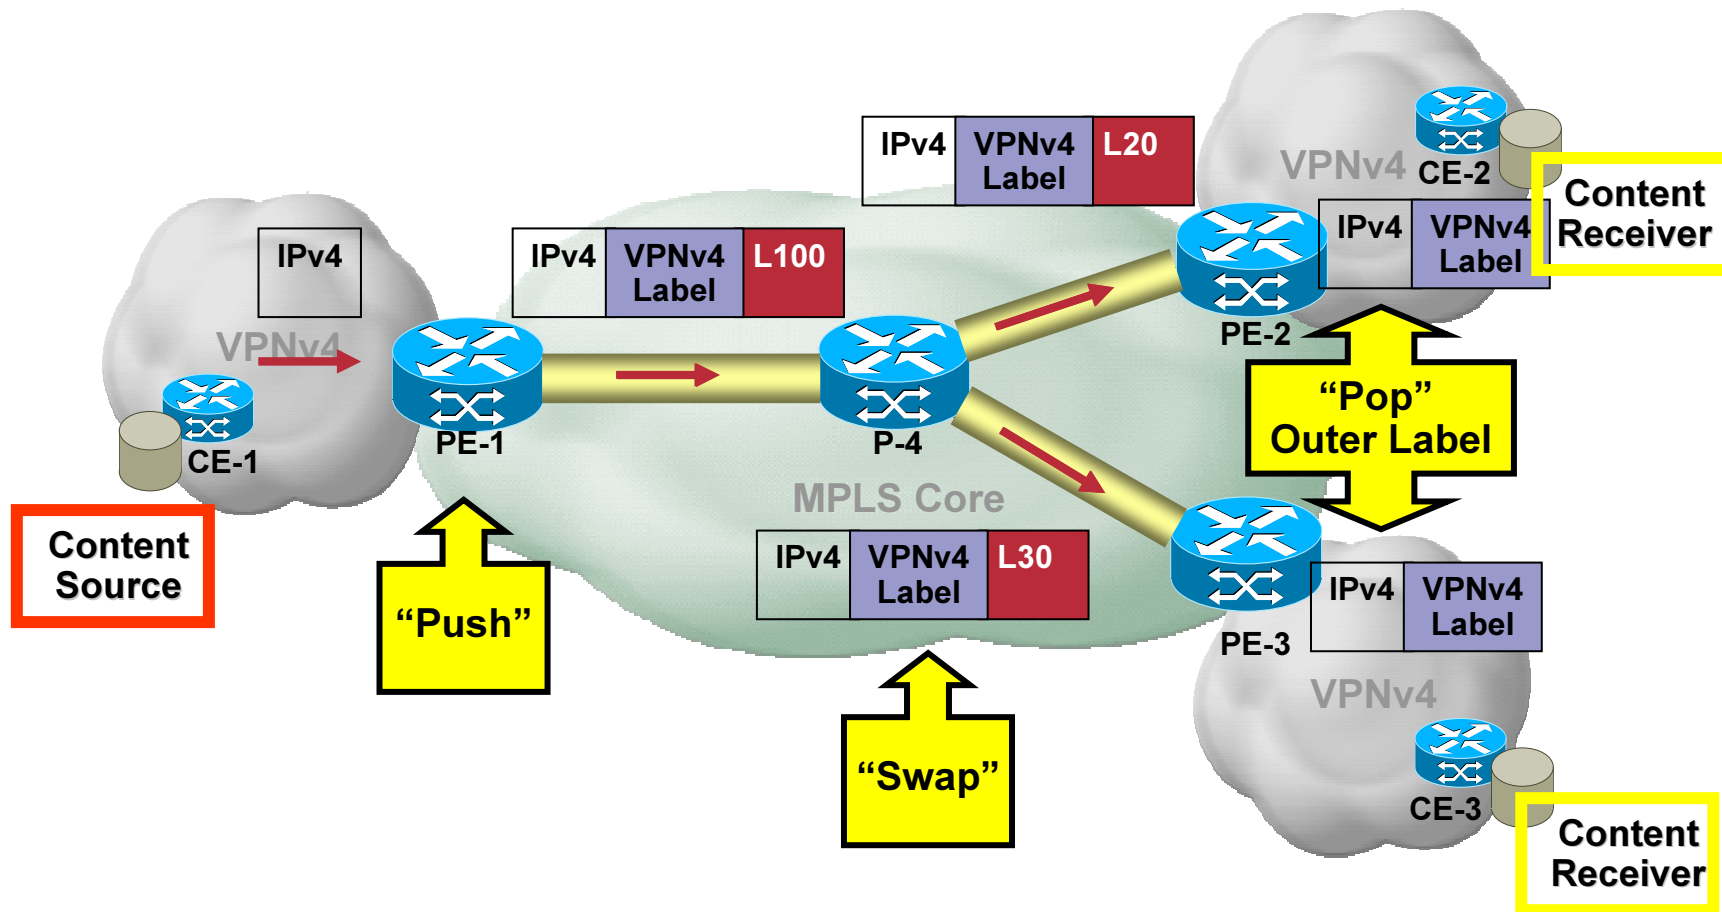 IPv4
VPNv4
CE-1
Content
Source
IPv4
VPNv4
Label
L100
PE-1
“Push”
IPv4
VPNv4
Label
L20
P-4
MPLS Core
IPv4
VPNv4
Label
L30
“Swap”
VPNv4
CE-2
Content
Receiver
IPv4
VPNv4
Label
PE-2
“Pop”
Outer Label
PE-3
IPv4
VPNv4
Label
VPNv4
CE-3
Content
Receiver